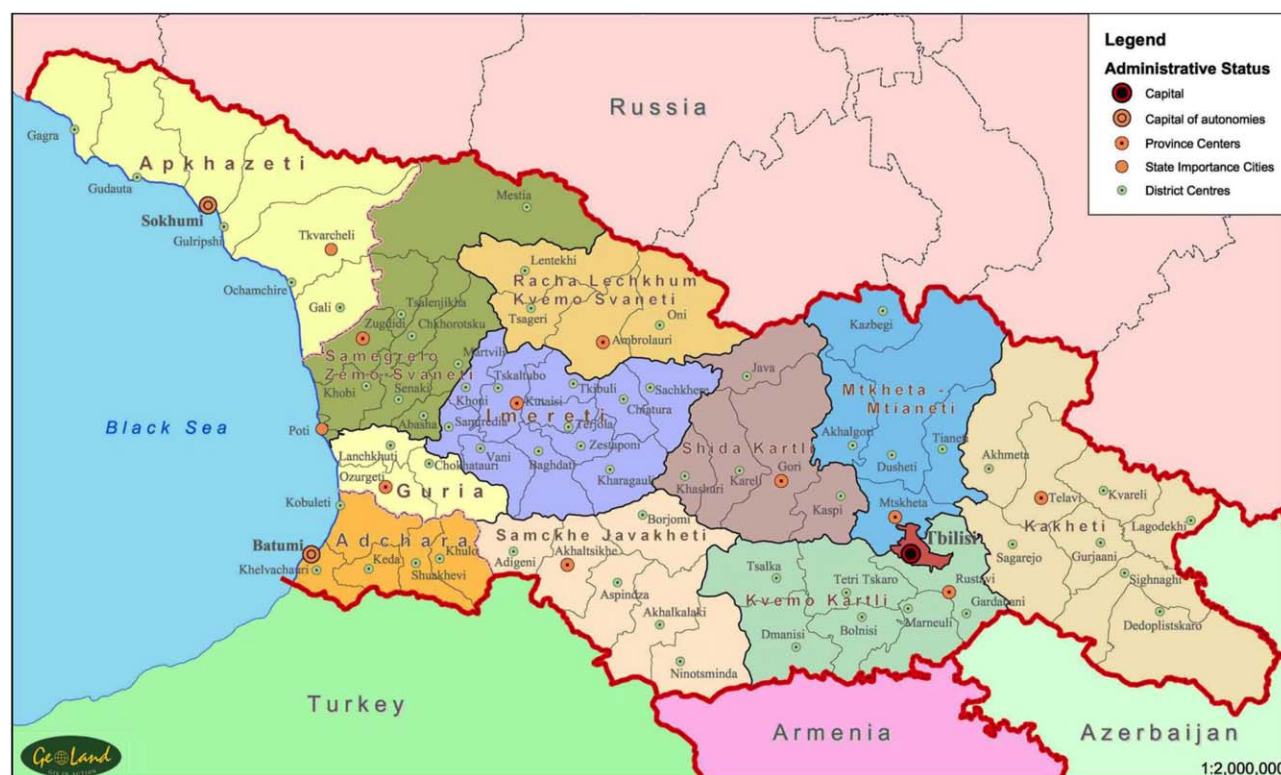 Legend
Administrative Status
Capital
Capital of autonomies
Province Centers
State Importance Cities
District Centres
Russia
Gagra
Apkhazeti
Gudauta
Sokhumi
Gulripshi
Tkvarcheli
Ochamchire
Gali
Mestia
Lentekhi
Racha Lechkhum
Kvemo Svaneti
Tsageri
Oni
Ambrolauri
Tsalenjikha
Zugdidi
Chkhorotsku
Samegrelo
Zemo Svaneti
Martvili
Khobi
Senaki
Abasha
Poti
Black Sea
Tskaltubo
Tkibuli
Sachkhere
Khoni
Kutaisi
Chiatura
Imereti
Samtredia
Terjola
Vani
Zestaponi
Baghdati
Kharagauli
Java
Shida Kartli
Khashuri
Kareli
Gori
Kaspi
Kazbegi
Mtkheta -
Mtianeti
Akhalgori
Tianeti
Dusheti
Mtskheta
Tbilisi
Akhmeta
Telavi
Kvareli
Kakheti
Lagodekhi
Sagarejo
Gurjaani
Sighnaghi
Dedoplistskaro
Lanchkhuti
Chokhatauri
Ozurgeti
Guria
Kobuleti
Adchara
Batumi
Khelvachauri
Keda
Khulo
Shuakhevi
Borjomi
Samckhe Javakheti
Adigeni
Akhaltsikhe
Aspindza
Akhalkalaki
Ninotsminda
Tsalka
Tetri Tskaro
Rustavi
Kvemo Kartli
Gardabani
Marneuli
Bolnisi
Dmanisi
Turkey
Armenia
Azerbaijan
GeoLand
1:2,000,000